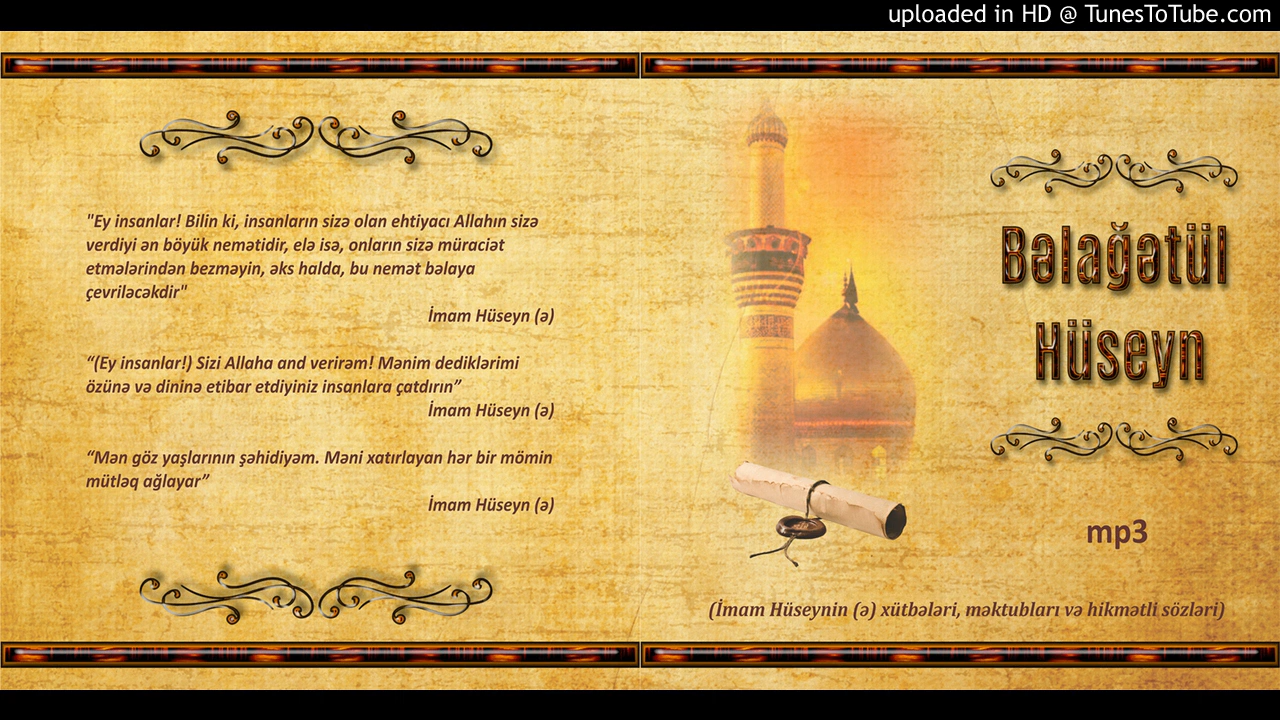 uploaded in HD @ TunesToTube.com
"Ey insanlar! Bilin ki, insanların sizə olan ehtiyacı Allahın sizə
verdiyi ən böyük nemətidir, elə isə, onların sizə müraciət
etmələrindən bezməyin, əks halda, bu nemət bəlaya
çevriləcəkdir"
İmam Hüseyn (ə)
“(Ey insanlar!) Sizi Allaha and verirəm! Mənim dediklərimi
özünə və dininə etibar etdiyiniz insanlara çatdırın”
İmam Hüseyn (ə)
“Mən göz yaşlarının şəhidiyəm. Məni xatırlayan hər bir mömin
mütləq ağlayar”
İmam Hüseyn (ə)
Bəlağətül
Hüseyn
mp3
(İmam Hüseynin (ə) xütbələri, məktubları və hikmətli sözləri)